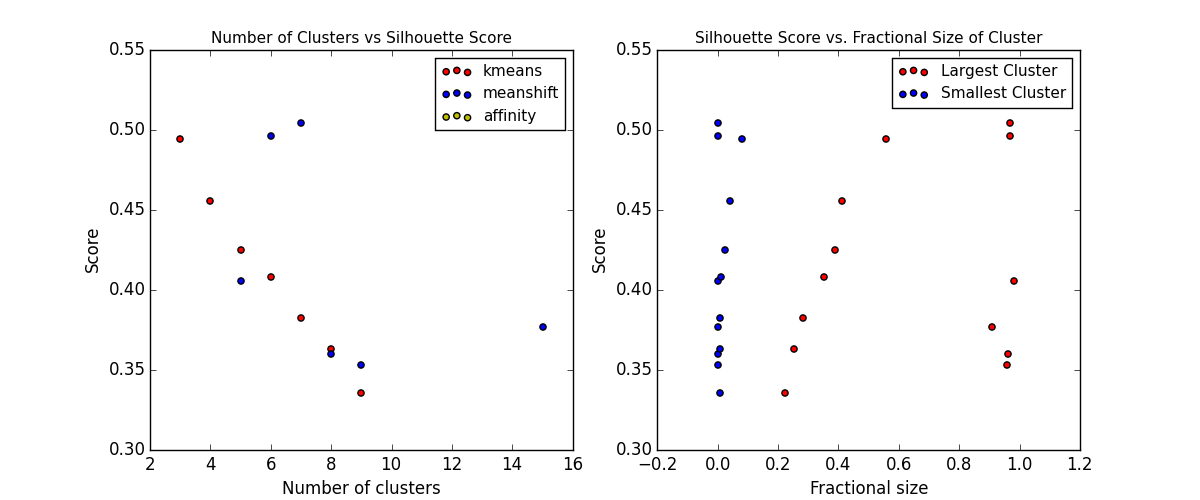 Number of Clusters vs Silhouette Score
0.55
0.50
0.45
0.40
0.35
0.30
Score
kmeans
meanshift
affinity
2 4 6 8 10 12 14 16
Number of clusters
Silhouette Score vs. Fractional Size of Cluster
0.55
0.50
0.45
0.40
0.35
0.30
Score
Largest Cluster
Smallest Cluster
−0.2 0.0 0.2 0.4 0.6 0.8 1.0 1.2
Fractional size